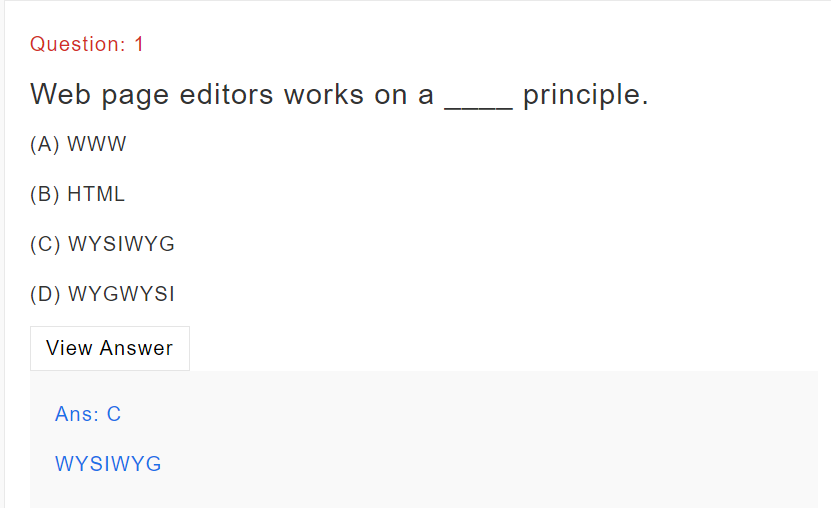 Question: 1
Web page editors works on a ____ principle.
(A) WWW
(B) HTML
(C) WYSIWYG
(D) WYGWYSI
View Answer
Ans: C
WYSIWYG